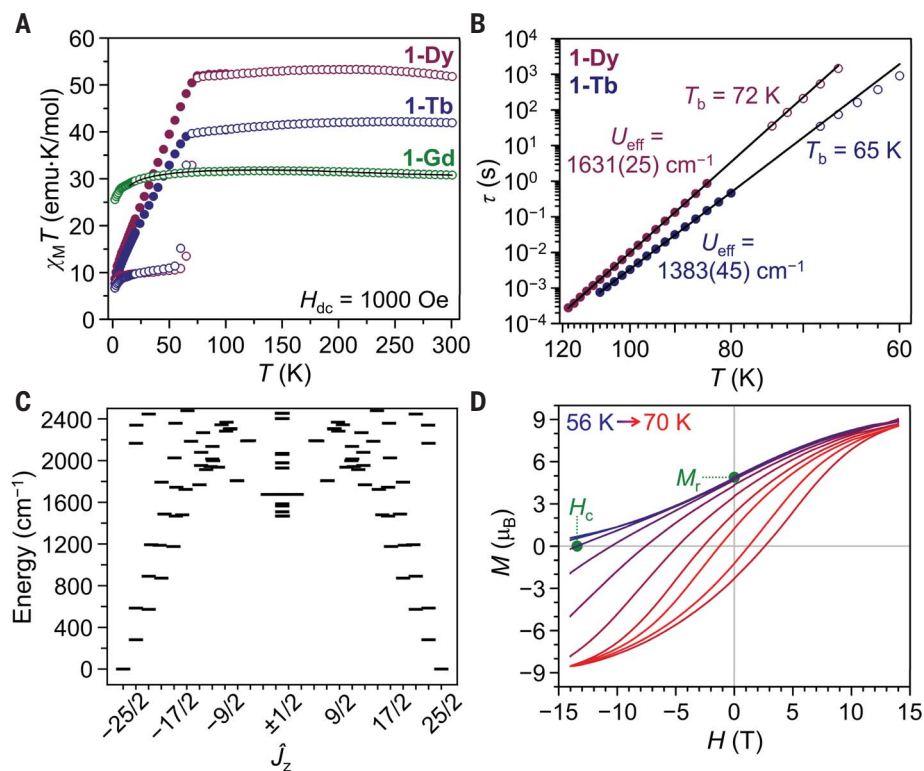 A
χMT (emu·K/mol)
60
50
40
30
20
10
0
1-Dy
1-Tb
1-Gd
Hdc = 1000 Oe
0 50 100 150 200 250 300
T (K)
B
τ (s)
10⁴
10³
10²
10¹
10⁰
10⁻¹
10⁻²
10⁻³
10⁻⁴
1-Dy
1-Tb
Tb = 72 K
Ueff =
1631(25) cm⁻¹
Tb = 65 K
Ueff =
1383(45) cm⁻¹
120 100 80 60
T (K)
C
Energy (cm⁻¹)
2400
2000
1600
1200
800
400
0
−25/2 −17/2 −9/2 ±1/2 9/2 17/2 25/2
Ĵz
D
M (μB)
9
6
3
0
−3
−6
−9
56 K→70 K
Mr
Hc
−15 −10 −5 0 5 10 15
H (T)